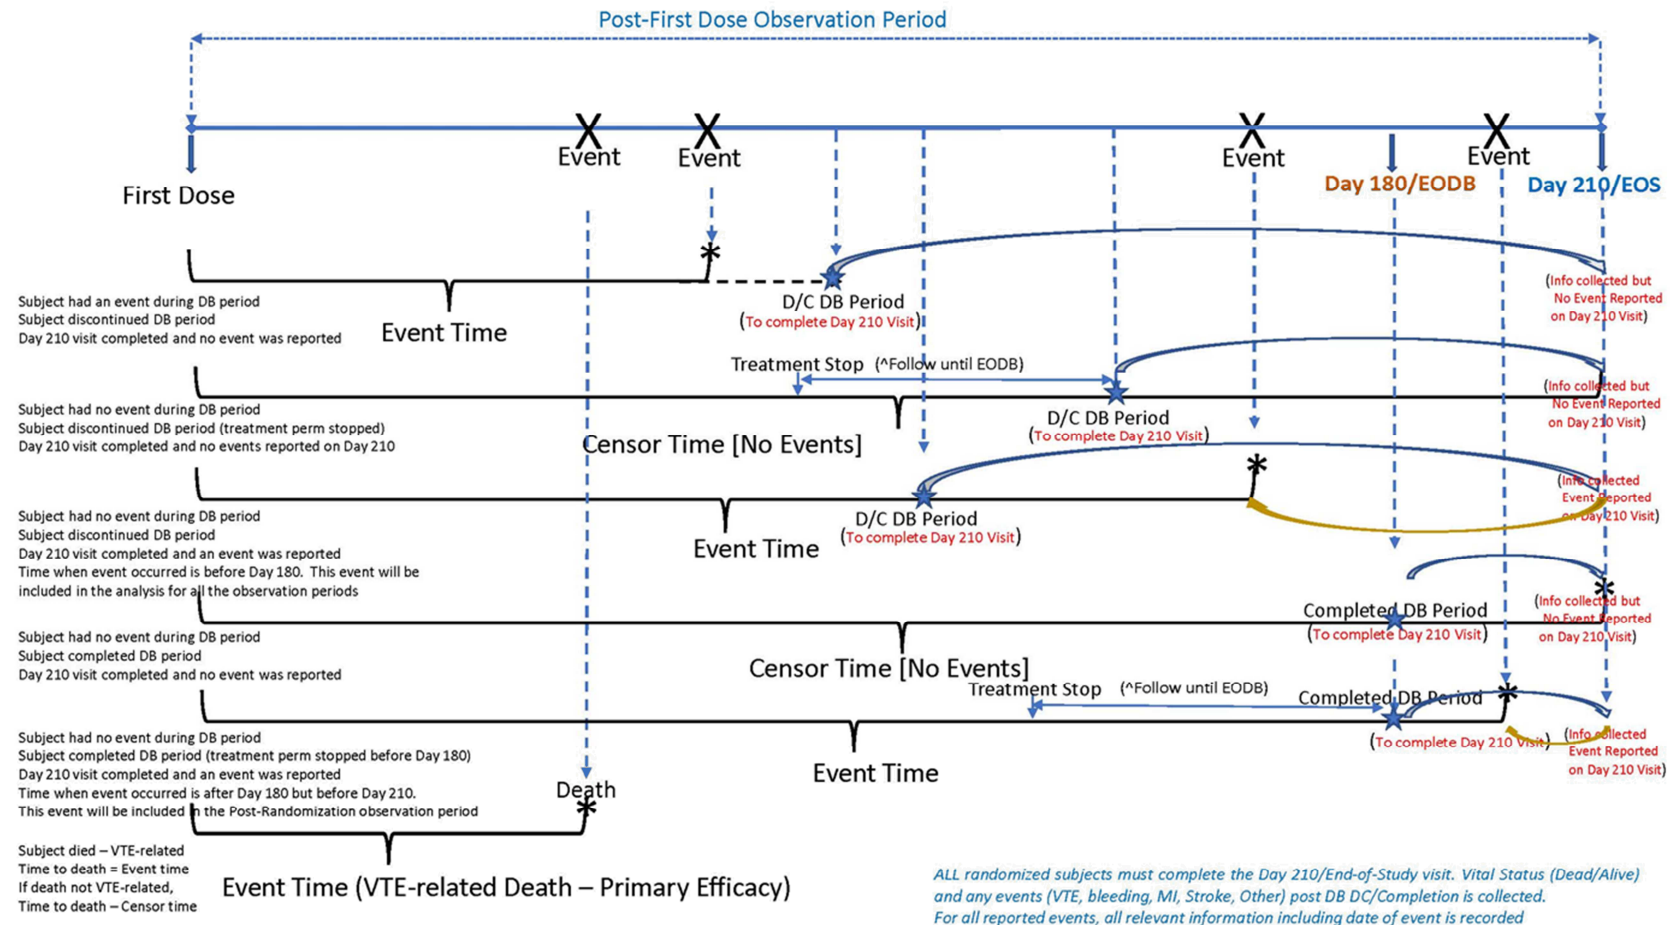 Post-First Dose Observation Period
X X X X
Event Event Event Event
First Dose
Day 180/EODB Day 210/EOS
*
Subject had an event during DB period
Subject discontinued DB period
Day 210 visit completed and no event was reported
Event Time
D/C DB Period
(To complete Day 210 Visit)
(Info collected but
No Event Reported
on Day 210 Visit)
Treatment Stop (^Follow until EODB)
Subject had no event during DB period
Subject discontinued DB period (treatment perm stopped)
Day 210 visit completed and no events reported on Day 210
Censor Time [No Events]
D/C DB Period
(To complete Day 210 Visit)
(Info collected but
No Event Reported
on Day 210 Visit)
*
Subject had no event during DB period
Subject discontinued DB period
Day 210 visit completed and an event was reported
Time when event occurred is before Day 180. This event will be
included in the analysis for all the observation periods
Event Time
D/C DB Period
(To complete Day 210 Visit)
(Info collected
Event Reported
on Day 210 Visit)
*
Subject had no event during DB period
Subject completed DB period
Day 210 visit completed and no event was reported
Censor Time [No Events]
Completed DB Period
(To complete Day 210 Visit)
(Info collected but
No Event Reported
on Day 210 Visit)
Treatment Stop (^Follow until EODB)
Completed DB Period
*
(To complete Day 210 Visit)
(Info collected
Event Reported
on Day 210 Visit)
Subject had no event during DB period
Subject completed DB period (treatment perm stopped before Day 180)
Day 210 visit completed and an event was reported
Time when event occurred is after Day 180 but before Day 210.
This event will be included in the Post-Randomization observation period
Event Time
Death
*
Subject died – VTE-related
Time to death = Event time
If death not VTE-related,
Time to death – Censor time
Event Time (VTE-related Death – Primary Efficacy)
ALL randomized subjects must complete the Day 210/End-of-Study visit. Vital Status (Dead/Alive)
and any events (VTE, bleeding, MI, Stroke, Other) post DB DC/Completion is collected.
For all reported events, all relevant information including date of event is recorded